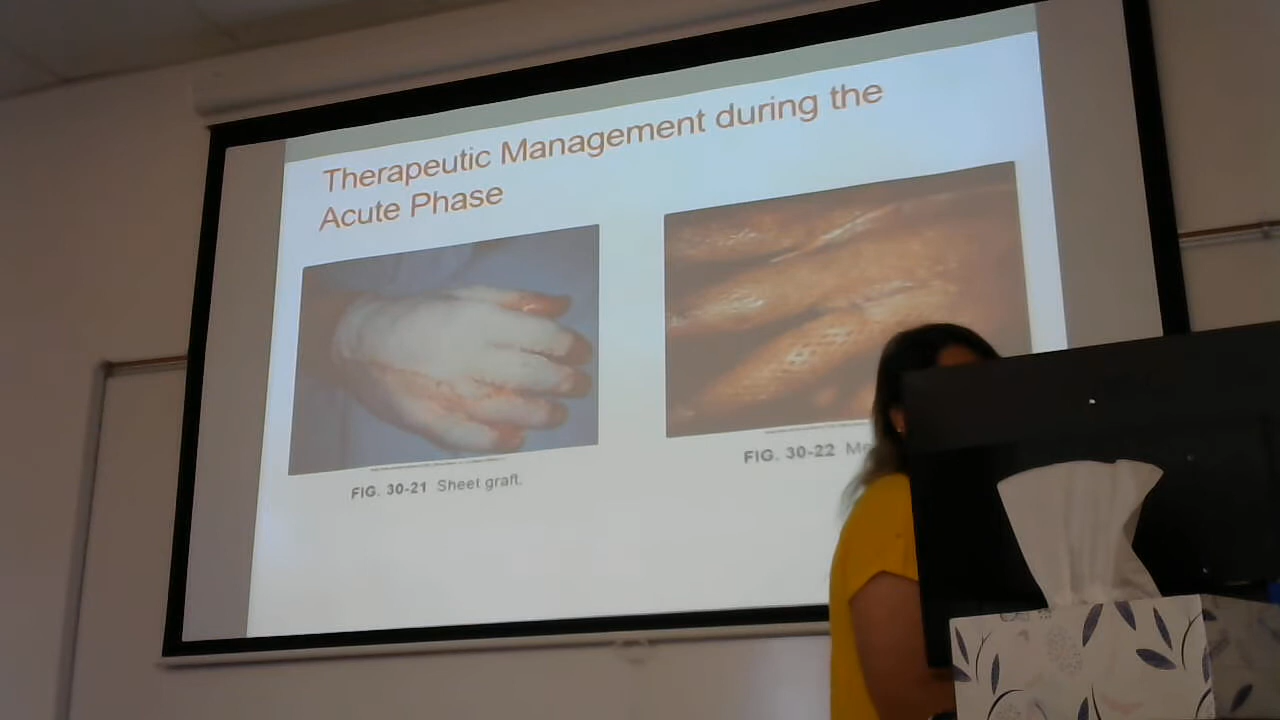 Therapeutic Management during the
Acute Phase
FIG. 30-21 Sheet graft.
FIG. 30-22